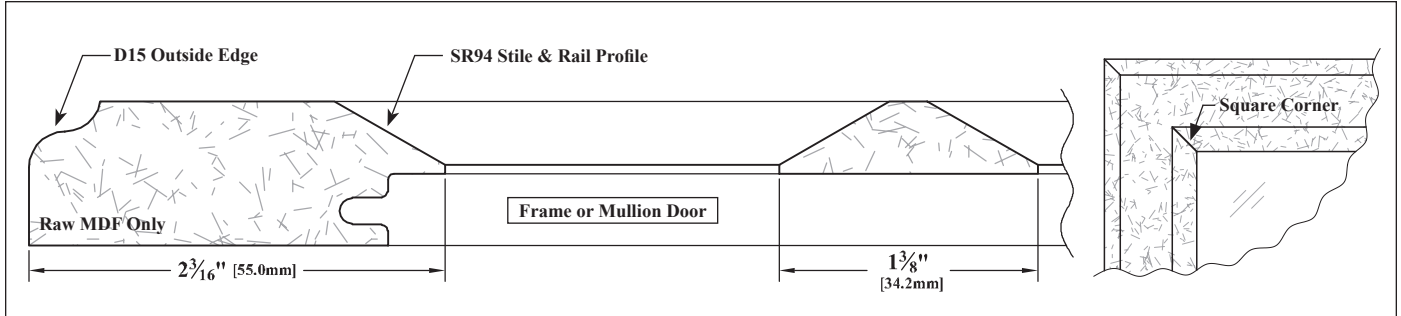 D15 Outside Edge
SR94 Stile & Rail Profile
Square Corner
Raw MDF Only
Frame or Mullion Door
2 3/16" [55.0mm]
1 3/8"
[34.2mm]